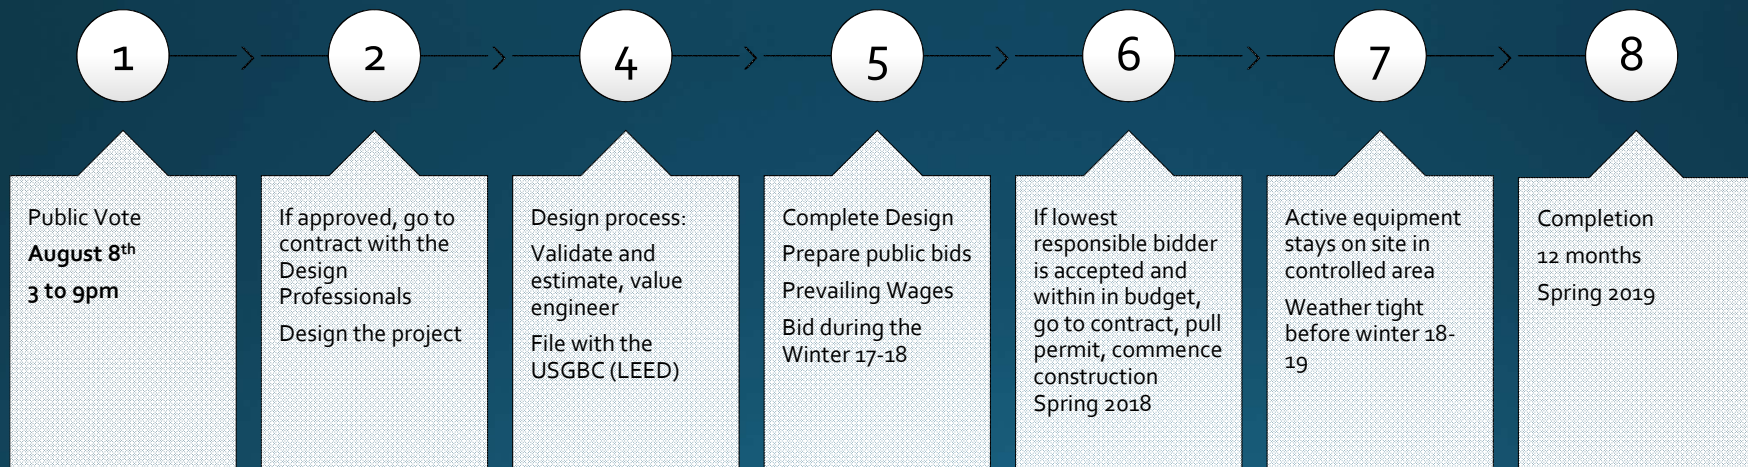 1
2
4
5
6
7
8
Public Vote
August 8th
3 to 9pm
If approved, go to
contract with the
Design
Professionals
Design the project
Design process:
Validate and
estimate, value
engineer
File with the
USGBC (LEED)
Complete Design
Prepare public bids
Prevailing Wages
Bid during the
Winter 17-18
If lowest
responsible bidder
is accepted and
within in budget,
go to contract, pull
permit, commence
construction
Spring 2018
Active equipment
stays on site in
controlled area
Weather tight
before winter 18-
19
Completion
12 months
Spring 2019